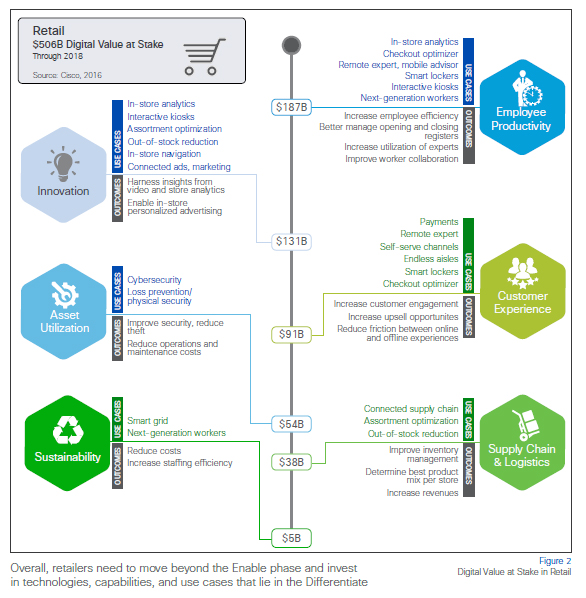 Retail
$506B Digital Value at Stake
Through 2018
Source: Cisco, 2016
In-store analytics
Checkout optimizer
Remote expert, mobile advisor
Smart lockers
Interactive kiosks
Next-generation workers
USE CASES
$187B
Increase employee efficiency
Better manage opening and closing
registers
Increase utilization of experts
Improve worker collaboration
OUTCOMES
Employee
Productivity
Innovation
USE CASES
In-store analytics
Interactive kiosks
Assortment optimization
Out-of-stock reduction
In-store navigation
Connected ads, marketing
OUTCOMES
Harness insights from
video and store analytics
Enable in-store
personalized advertising
$131B
Payments
Remote expert
Self-serve channels
Endless aisles
Smart lockers
Checkout optimizer
USE CASES
$91B
Increase customer engagement
Increase upsell opportunites
Reduce friction between online
and offline experiences
OUTCOMES
Customer
Experience
Asset
Utilization
USE CASES
Cybersecurity
Loss prevention/
physical security
OUTCOMES
Improve security, reduce
theft
Reduce operations and
maintenance costs
$54B
Connected supply chain
Assortment optimization
Out-of-stock reduction
USE CASES
$38B
Improve inventory
management
Determine best product
mix per store
Increase revenues
OUTCOMES
Supply Chain
& Logistics
Sustainability
USE CASES
Smart grid
Next-generation workers
OUTCOMES
Reduce costs
Increase staffing efficiency
$5B
Overall, retailers need to move beyond the Enable phase and invest
in technologies, capabilities, and use cases that lie in the Differentiate
Figure 2
Digital Value at Stake in Retail